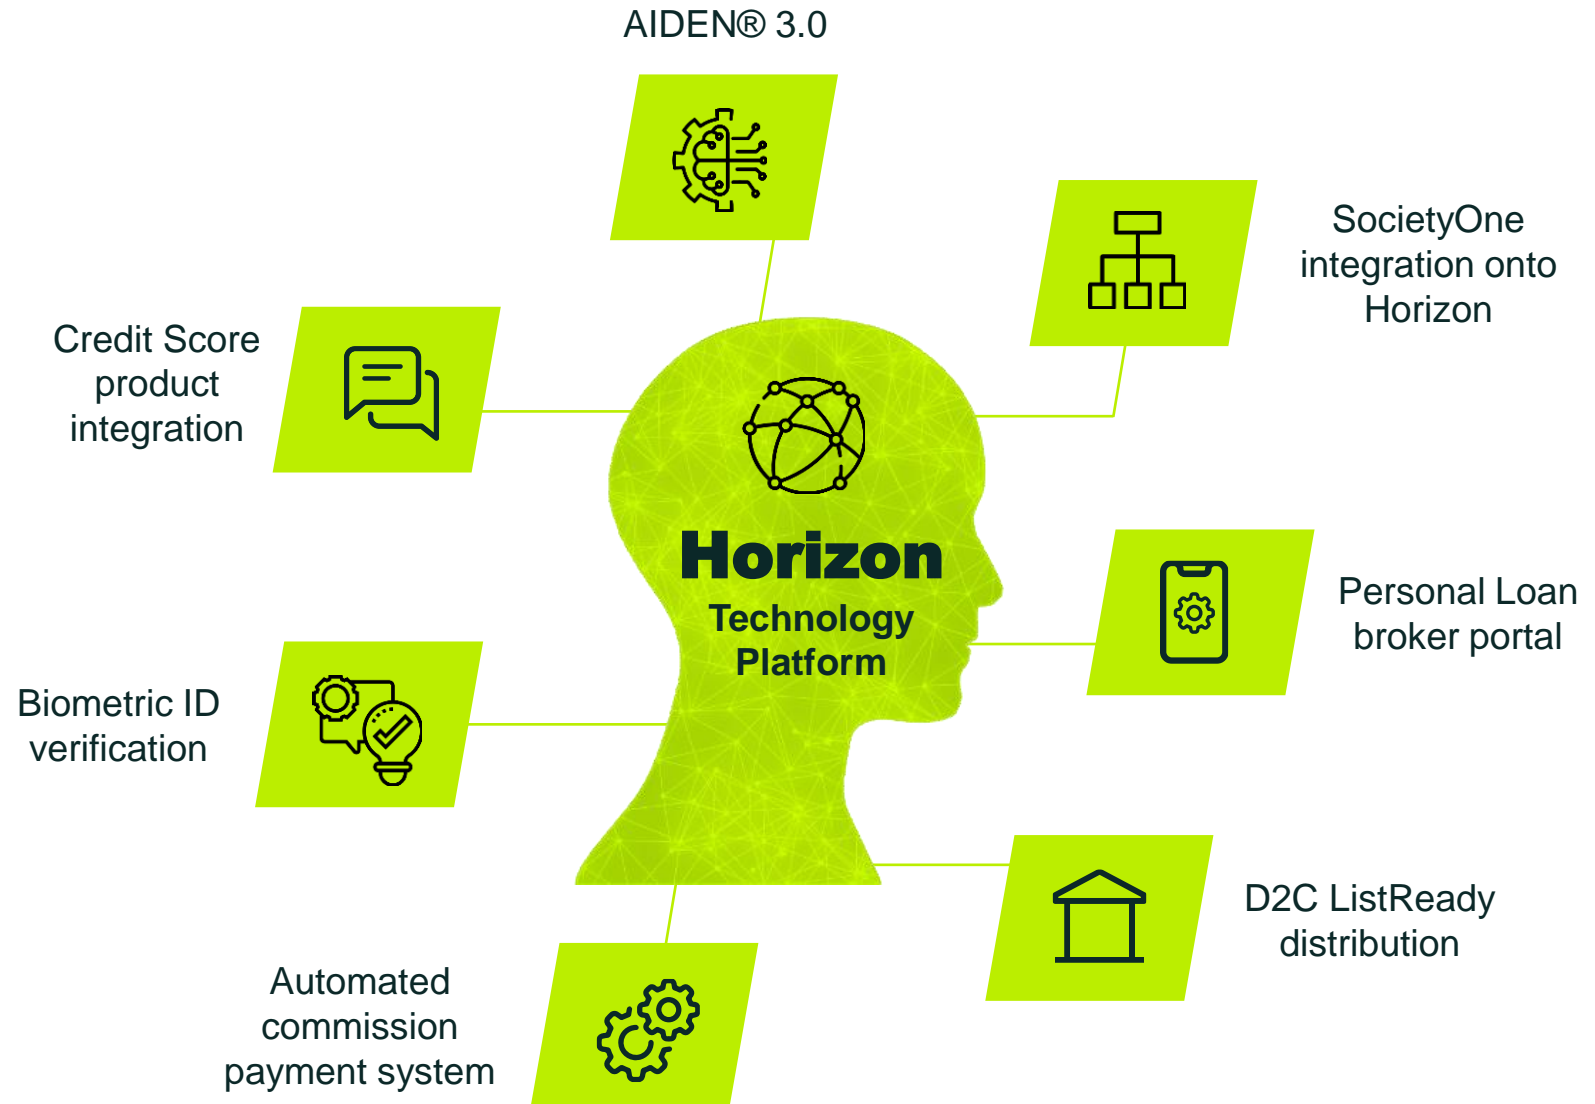 AIDEN® 3.0
SocietyOne
integration onto
Horizon
Credit Score
product
integration
Horizon
Technology
Platform
Personal Loan
broker portal
Biometric ID
verification
D2C ListReady
distribution
Automated
commission
payment system